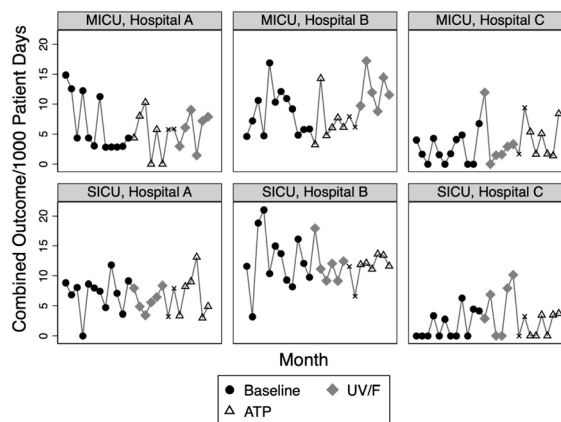 MICU, Hospital A
MICU, Hospital B
MICU, Hospital C
20
15
10
5
0
SICU, Hospital A
SICU, Hospital B
SICU, Hospital C
20
15
10
5
0
Combined Outcome/1000 Patient Days
Month
Baseline
UV/F
ATP